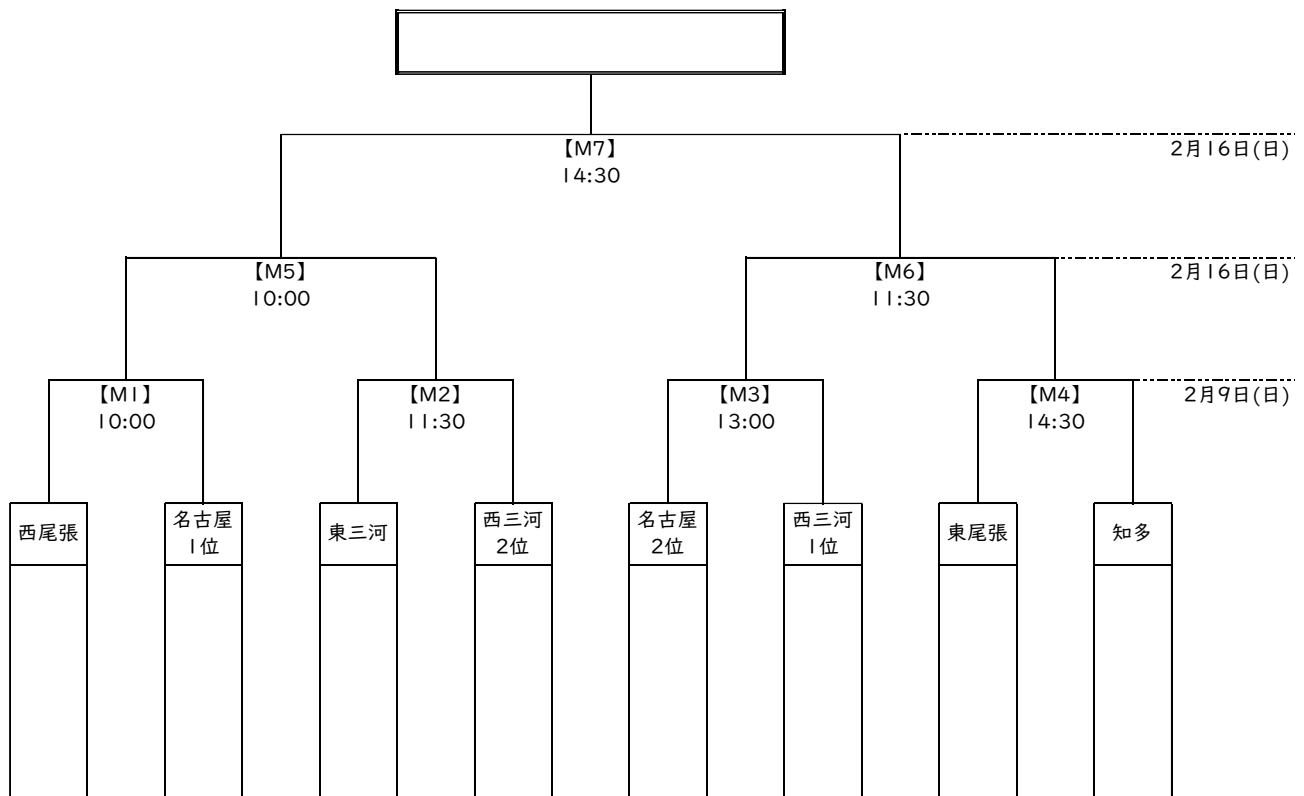 【M7】
14:30
2月16日(日)
【M5】
10:00
【M6】
11:30
2月16日(日)
【M1】
10:00
【M2】
11:30
【M3】
13:00
【M4】
14:30
2月9日(日)
西尾張
名古屋
1位
東三河
西三河
2位
名古屋
2位
西三河
1位
東尾張
知多